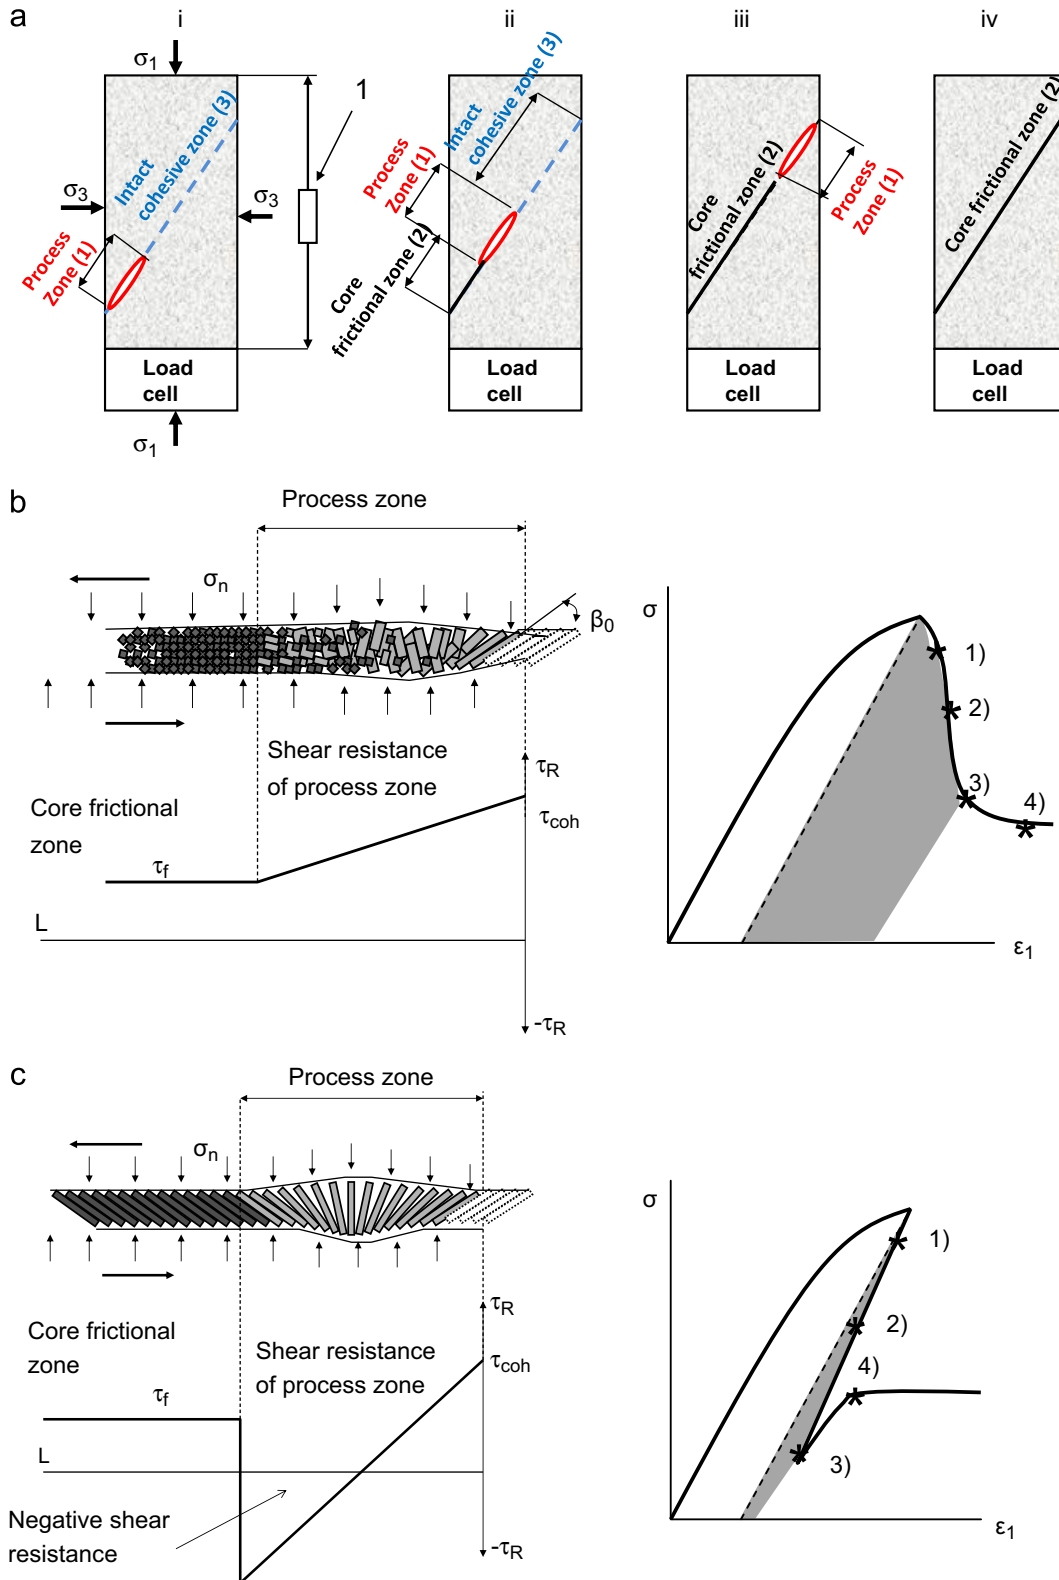 a
i
ii
iii
iv
σ1
1
σ3
σ3
Intact
cohesive zone (3)
Process
Zone (1)
Load
cell
σ1
Intact
cohesive zone (3)
Process
Zone (1)
Core
frictional zone (2)
Load
cell
Core
frictional zone (2)
Process
Zone (1)
Load
cell
Core frictional zone (2)
Load
cell
b
Process zone
σn
β0
Shear resistance
of process zone
τR
τcoh
Core frictional
zone
τf
L
-τR
σ
1)
2)
3)
4)
ε1
c
Process zone
σn
τR
Core frictional
zone
Shear resistance
of process zone
τcoh
τf
L
Negative shear
resistance
-τR
σ
1)
2)
4)
3)
ε1